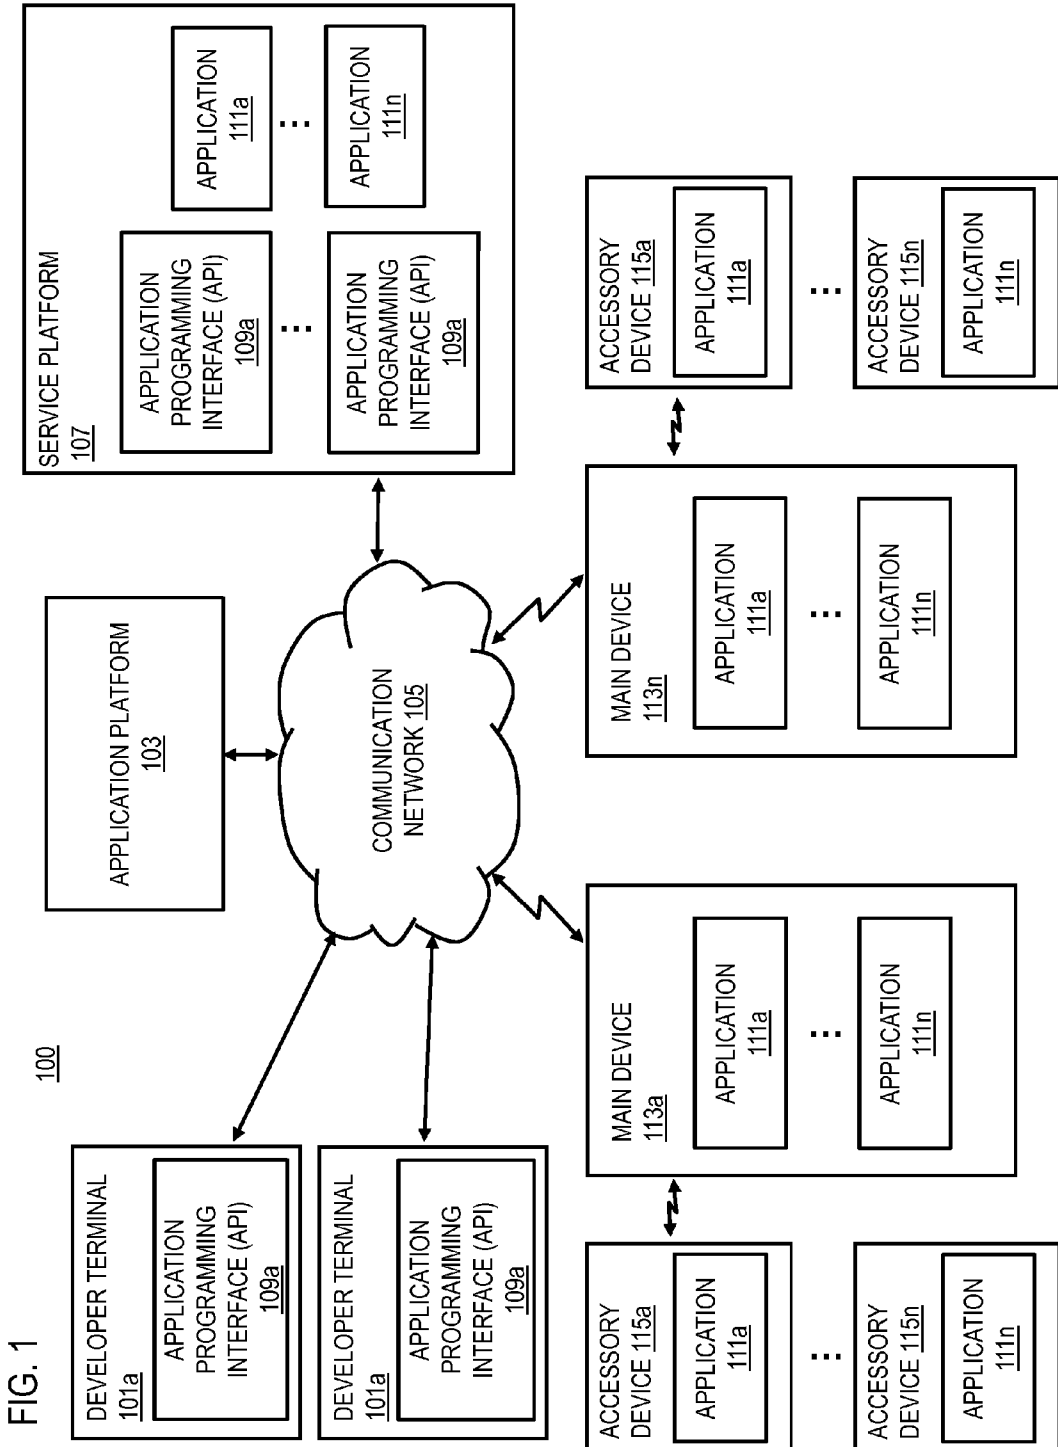 FIG. 1
100
DEVELOPER TERMINAL
101a
APPLICATION
PROGRAMMING
INTERFACE (API)
109a
DEVELOPER TERMINAL
101a
APPLICATION
PROGRAMMING
INTERFACE (API)
109a
APPLICATION PLATFORM
103
COMMUNICATION
NETWORK 105
SERVICE PLATFORM
107
APPLICATION
PROGRAMMING
INTERFACE (API)
109a
...
APPLICATION
PROGRAMMING
INTERFACE (API)
109a
APPLICATION
111a
...
APPLICATION
111n
ACCESSORY
DEVICE 115a
APPLICATION
111a
...
ACCESSORY
DEVICE 115n
APPLICATION
111n
MAIN DEVICE
113a
APPLICATION
111a
...
APPLICATION
111n
MAIN DEVICE
113n
APPLICATION
111a
...
APPLICATION
111n
ACCESSORY
DEVICE 115a
APPLICATION
111a
...
ACCESSORY
DEVICE 115n
APPLICATION
111n